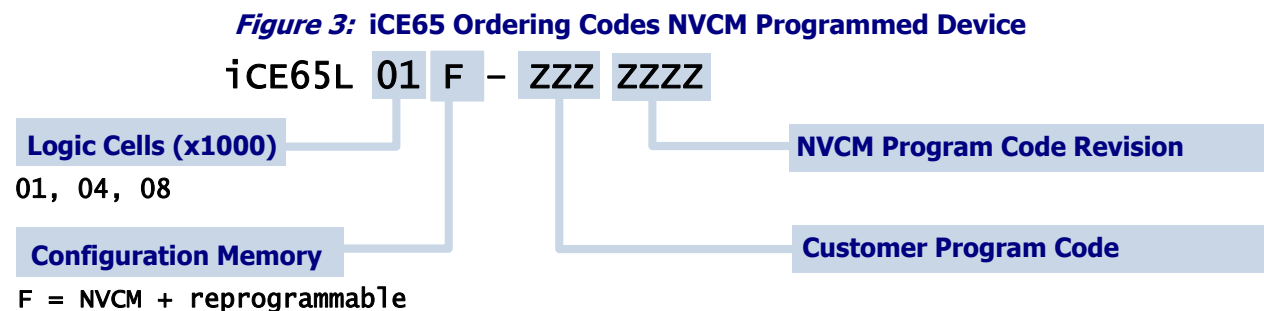 Figure 3: iCE65 Ordering Codes NVCM Programmed Device
iCE65L 01 F - ZZZ ZZZZ
Logic Cells (x1000)
NVCM Program Code Revision
01, 04, 08
Configuration Memory
Customer Program Code
F = NVCM + reprogrammable